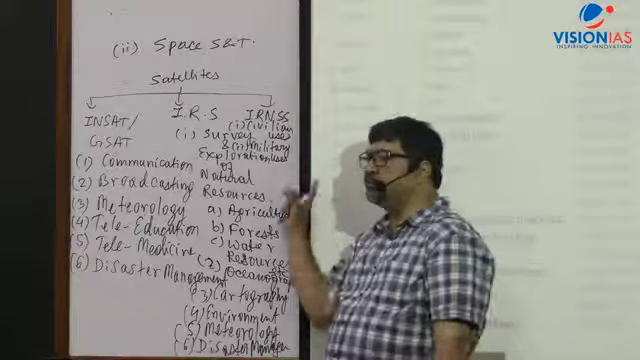 VISIONIAS
INSPIRING INNOVATION
(ii) Space S&T:
Satellites
INSAT/
GSAT
(1) Communication
(2) Broadcasting
(3) Meteorology
(4) Tele-Education
(5) Tele-Medicine
(6) Disaster Management
I.R.S
(i) Survey
&
Exploration
of
Natural
Resources.
a) Agriculture
b) Forests
c) Water
Resources
(2) Oceanography
(3) Cartography
(4) Environment
(5) Meteorology
(6) Disaster
IRNSS
(i) Civilian
uses
(ii) Military
uses